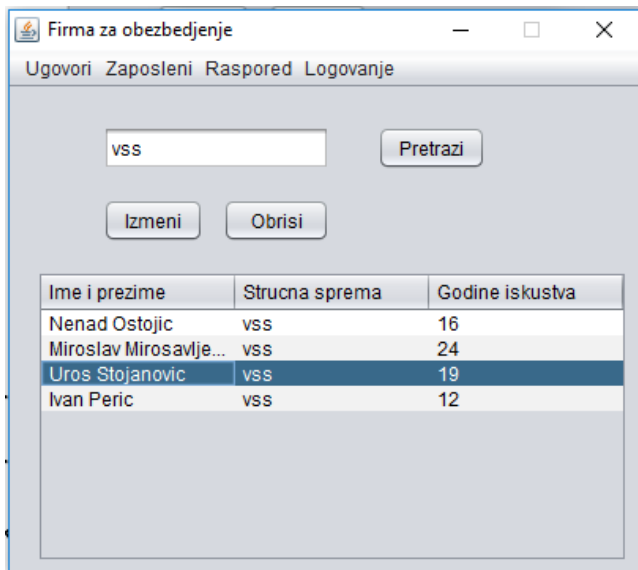 Firma za obezbedjenje
Ugovori Zaposleni Raspored Logovanje
vss Pretrazi
Izmeni Obrisi
Ime i prezime Strucna sprema Godine iskustva
Nenad Ostojic vss 16
Miroslav Mirosavlje... vss 24
Uros Stojanovic vss 19
Ivan Peric vss 12